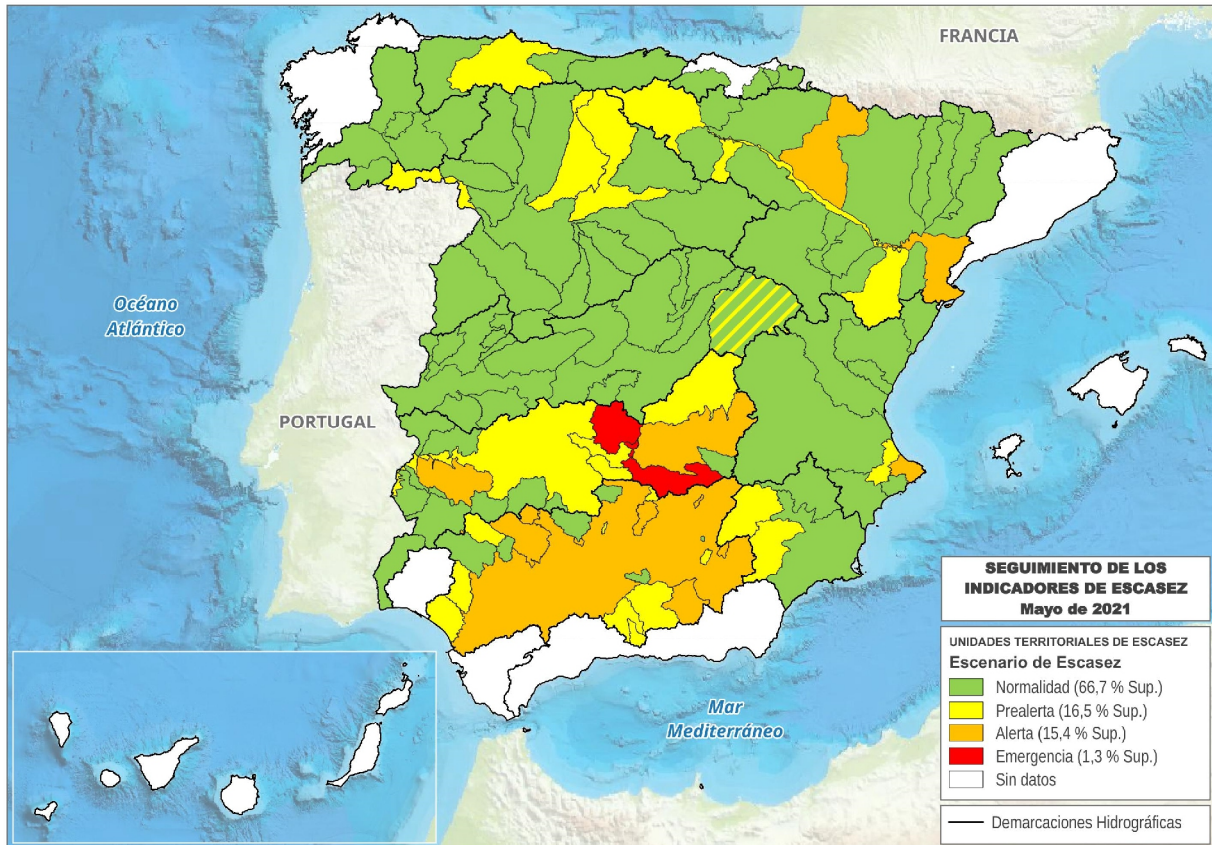 FRANCIA
Océano
Atlántico
PORTUGAL
SEGUIMIENTO DE LOS
INDICADORES DE ESCASEZ
Mayo de 2021
UNIDADES TERRITORIALES DE ESCASEZ
Escenario de Escasez
Normalidad (66,7 % Sup.)
Prealerta (16,5 % Sup.)
Alerta (15,4 % Sup.)
Emergencia (1,3 % Sup.)
Sin datos
Demarcaciones Hidrográficas
Mar
Mediterráneo